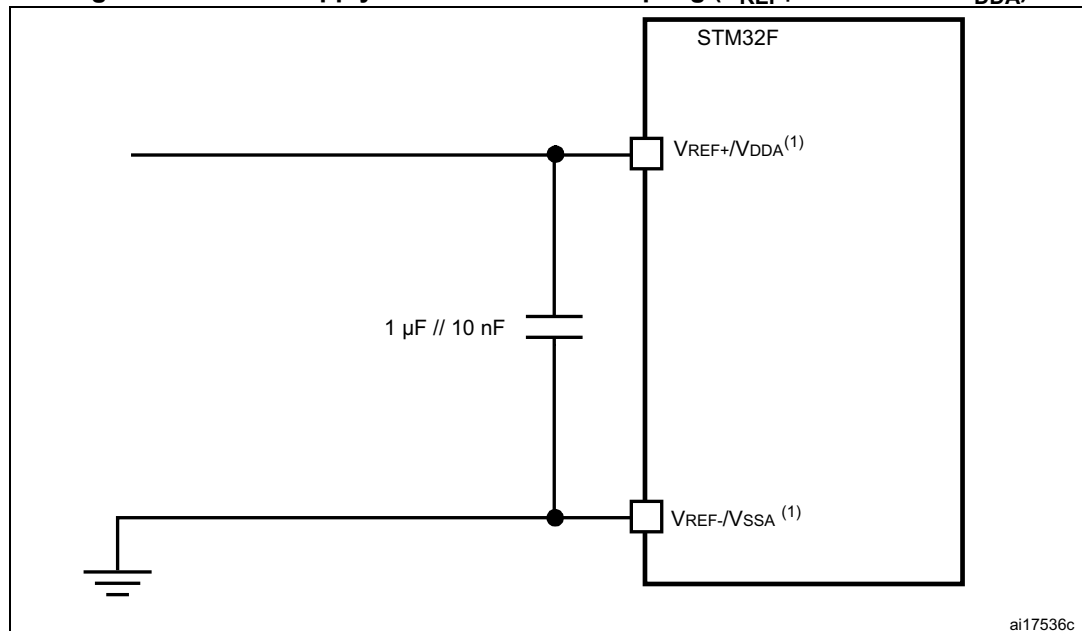 STM32F
VREF+/VDDA(1)
1 µF // 10 nF
VREF-/VSSA (1)
ai17536c